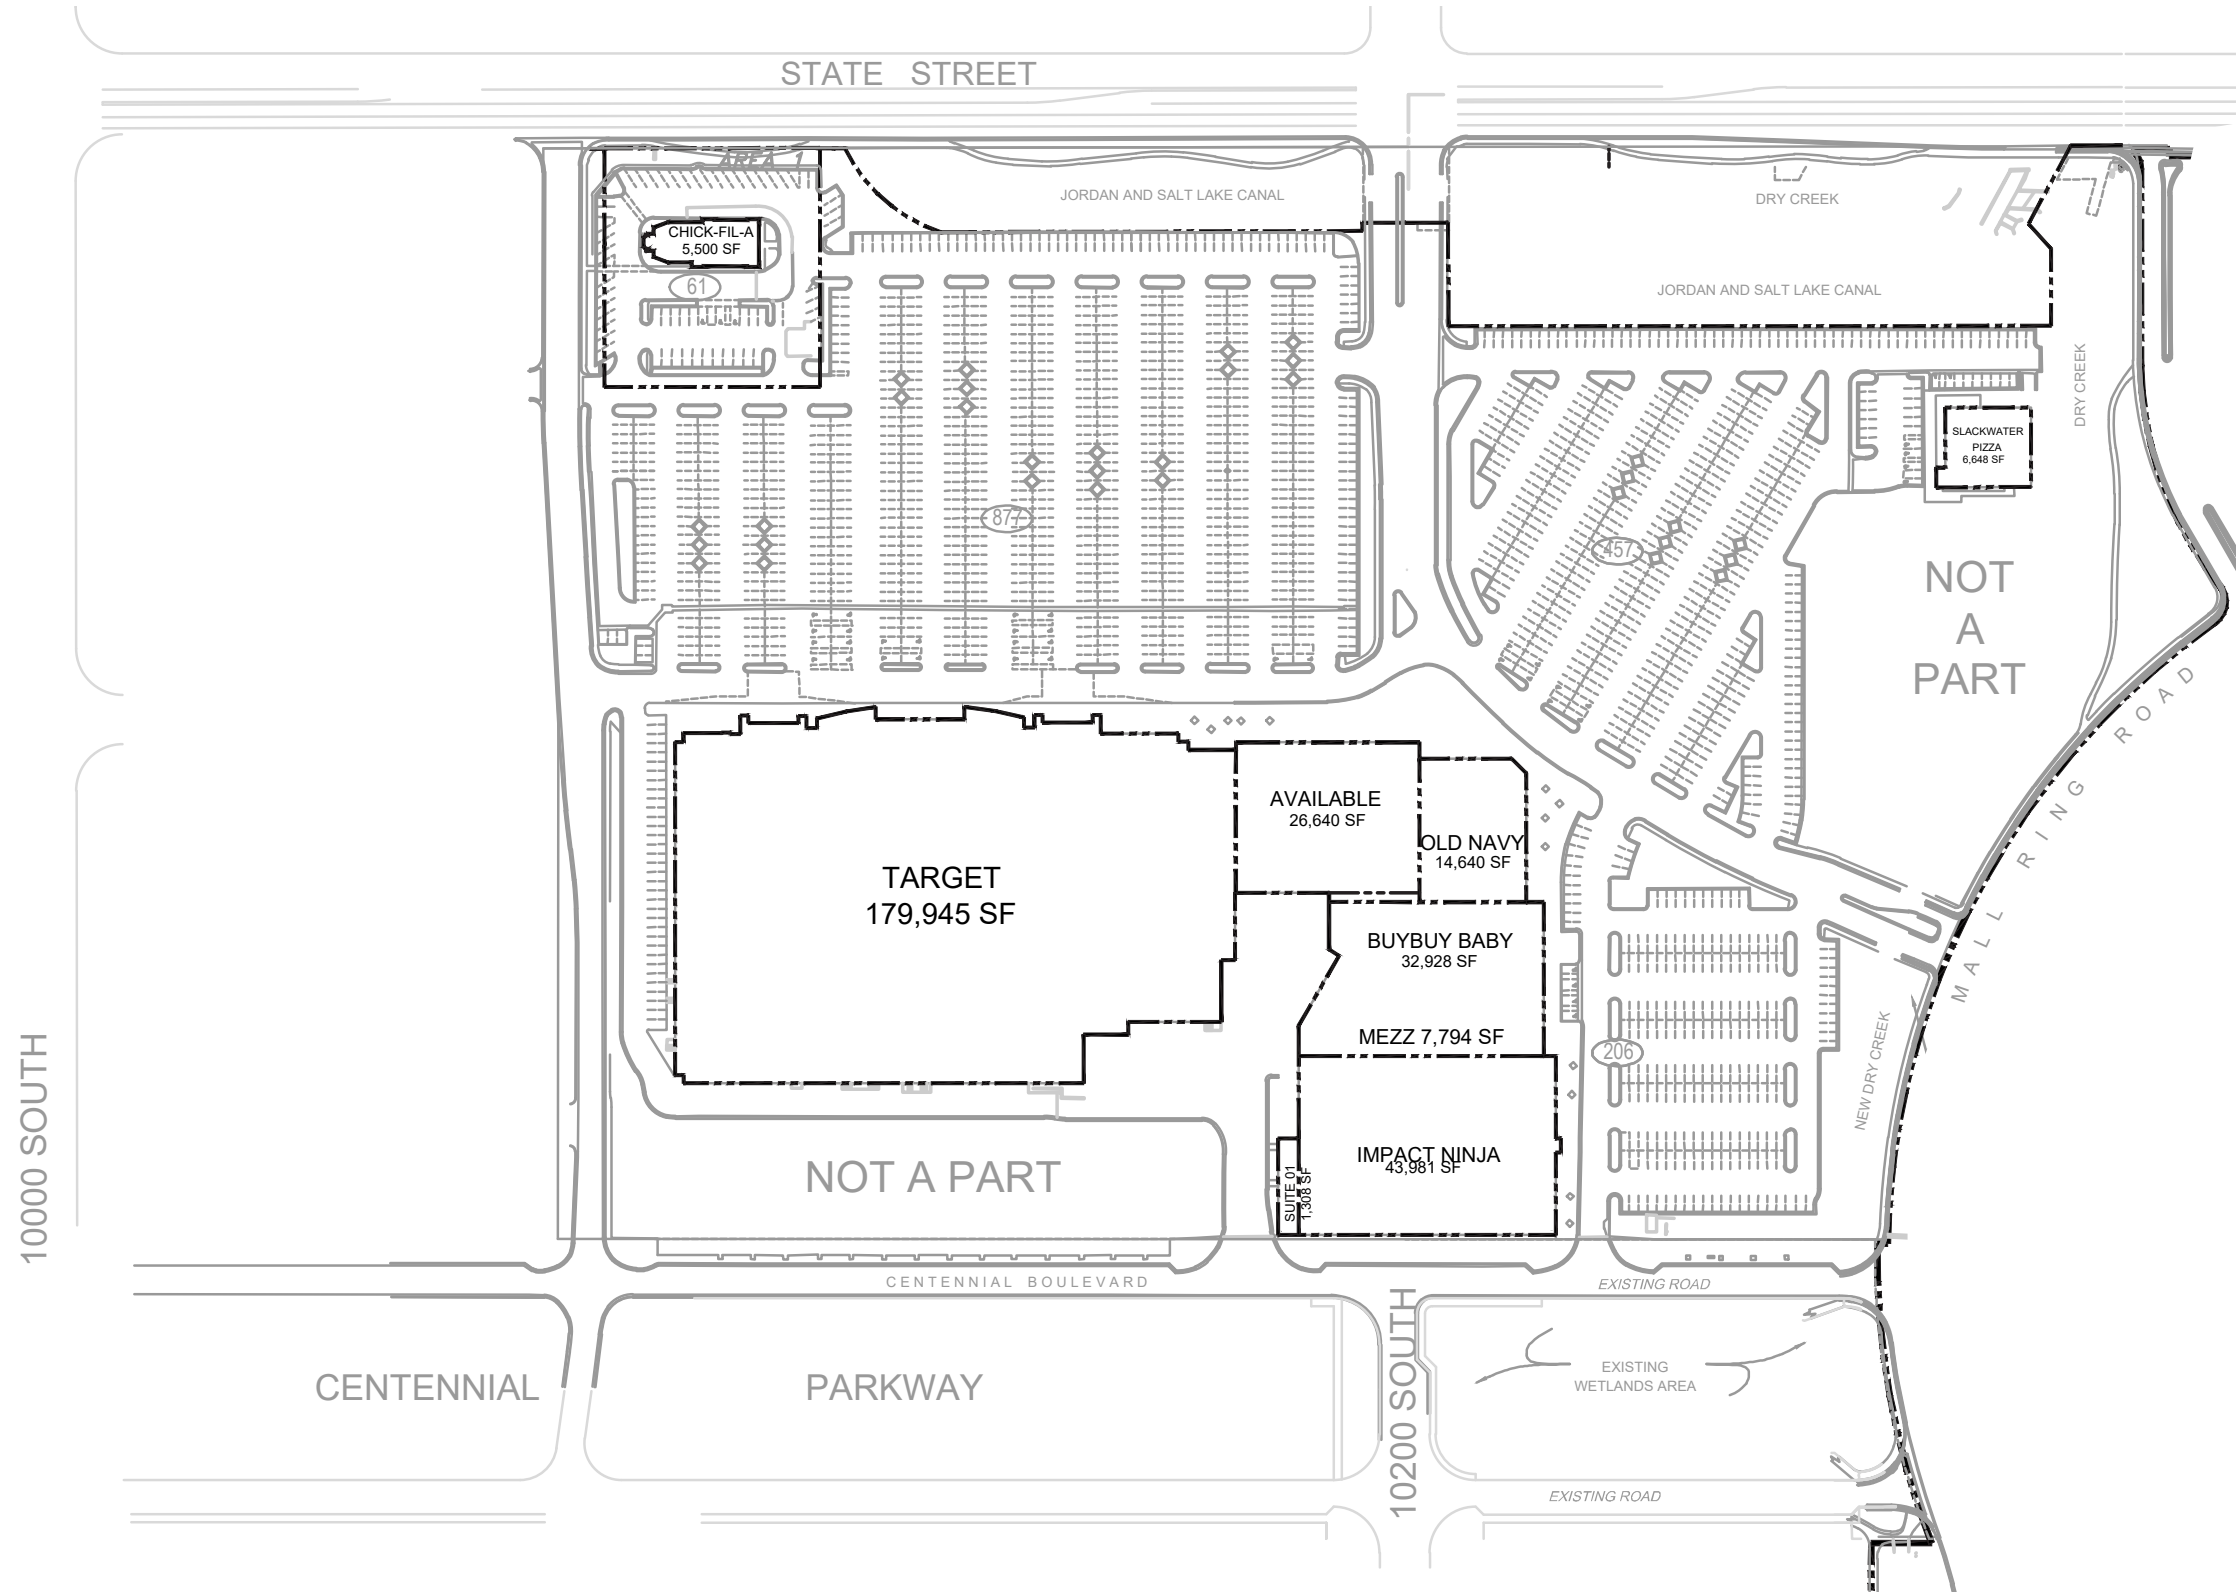 STATE STREET
AREA 1
JORDAN AND SALT LAKE CANAL
DRY CREEK
CHICK-FIL-A
5,500 SF
61
JORDAN AND SALT LAKE CANAL
DRY CREEK
SLACKWATER
PIZZA
6,648 SF
877
457
NOT
A
PART
MALL RING ROAD
AVAILABLE
26,640 SF
OLD NAVY
14,640 SF
TARGET
179,945 SF
BUYBUY BABY
32,928 SF
MEZZ 7,794 SF
206
NEW DRY CREEK
10000 SOUTH
NOT A PART
IMPACT NINJA
43,981 SF
SUITE 01
1,308 SF
CENTENNIAL BOULEVARD
EXISTING ROAD
10200 SOUTH
CENTENNIAL PARKWAY
EXISTING
WETLANDS AREA
EXISTING ROAD